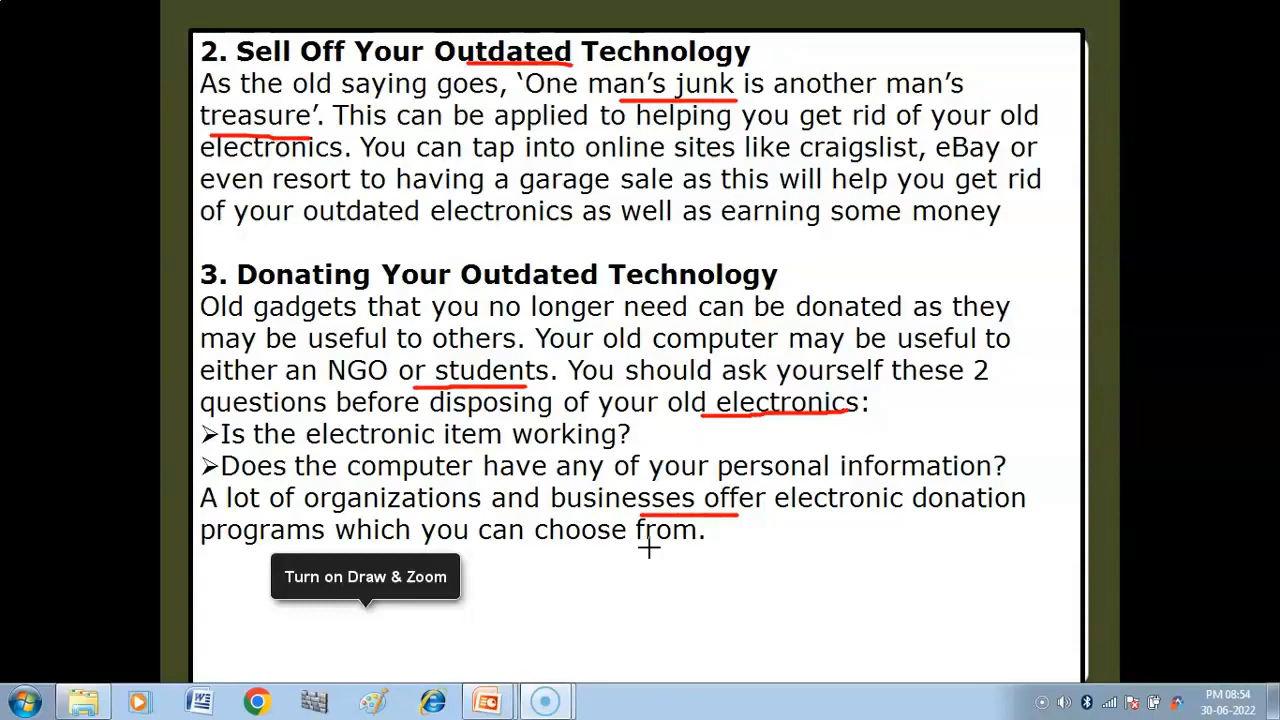 2. Sell Off Your Outdated Technology
As the old saying goes, ‘One man’s junk is another man’s
treasure’. This can be applied to helping you get rid of your old
electronics. You can tap into online sites like craigslist, eBay or
even resort to having a garage sale as this will help you get rid
of your outdated electronics as well as earning some money
3. Donating Your Outdated Technology
Old gadgets that you no longer need can be donated as they
may be useful to others. Your old computer may be useful to
either an NGO or students. You should ask yourself these 2
questions before disposing of your old electronics:
➢Is the electronic item working?
➢Does the computer have any of your personal information?
A lot of organizations and businesses offer electronic donation
programs which you can choose from.
Turn on Draw & Zoom
PM 08:54
30-06-2022